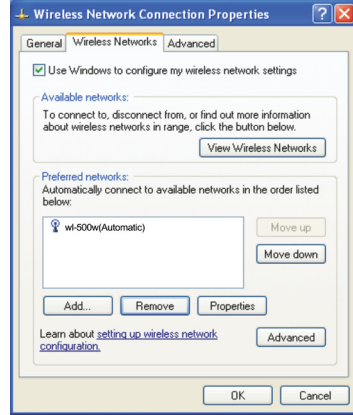 Wireless Network Connection Properties
General Wireless Networks Advanced
Use Windows to configure my wireless network settings
Available networks:
To connect to, disconnect from, or find out more information
about wireless networks in range, click the button below.
View Wireless Networks
Preferred networks:
Automatically connect to available networks in the order listed
below:
wl-500w(Automatic)
Move up
Move down
Add... Remove Properties
Learn about setting up wireless network
configuration.
Advanced
OK Cancel